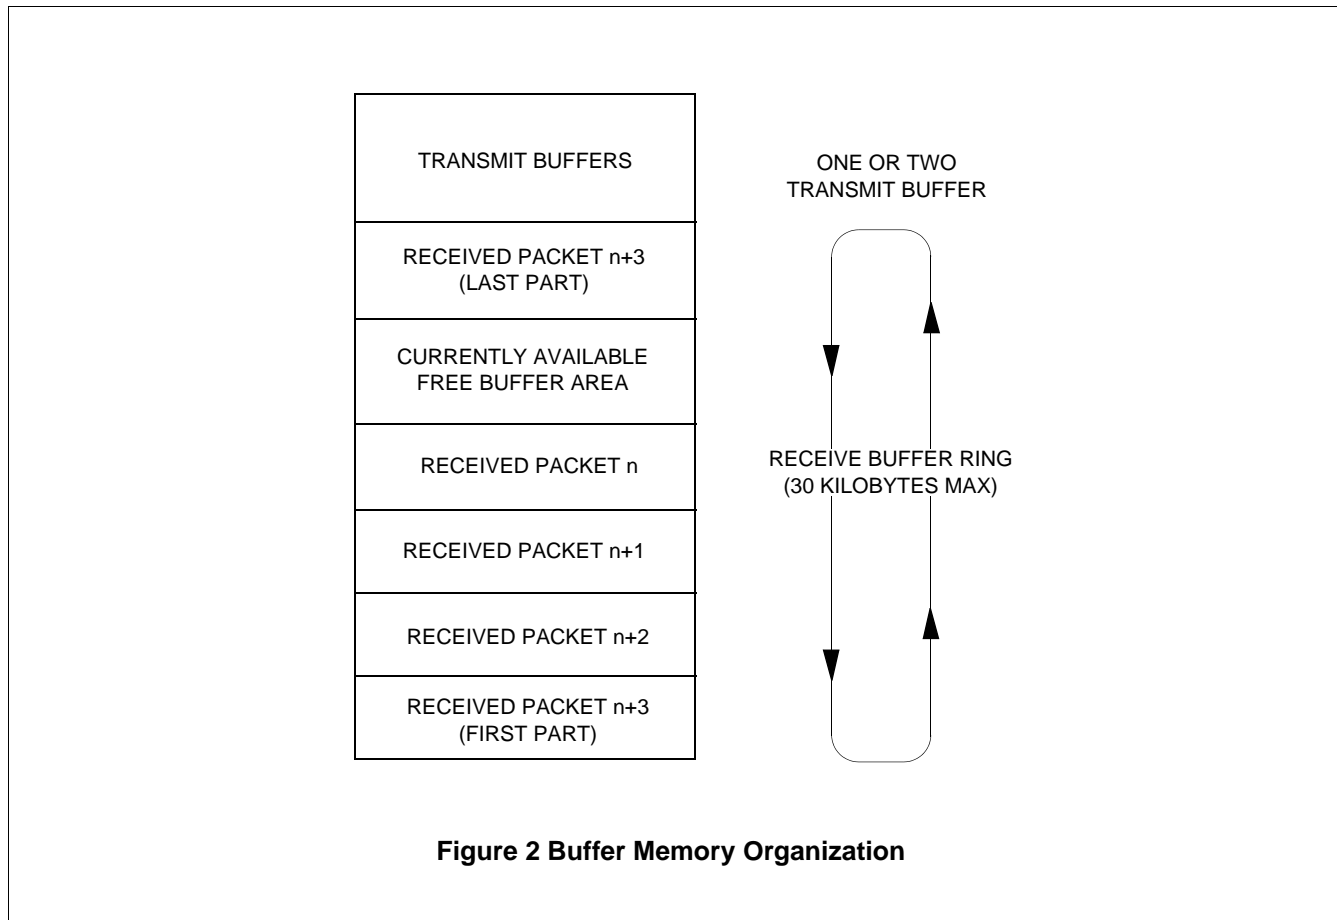 TRANSMIT BUFFERS
ONE OR TWO
TRANSMIT BUFFER
RECEIVED PACKET n+3
(LAST PART)
CURRENTLY AVAILABLE
FREE BUFFER AREA
RECEIVED PACKET n
RECEIVE BUFFER RING
(30 KILOBYTES MAX)
RECEIVED PACKET n+1
RECEIVED PACKET n+2
RECEIVED PACKET n+3
(FIRST PART)
Figure 2 Buffer Memory Organization